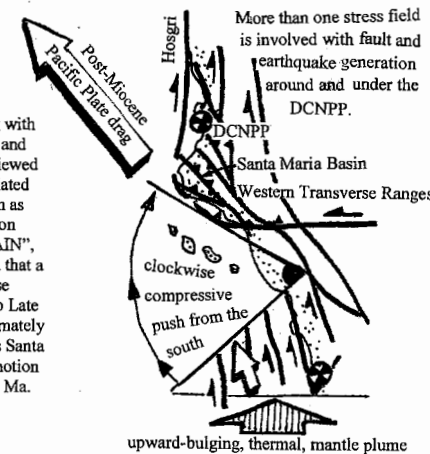 More than one stress field
is involved with fault and
earthquake generation
around and under the
DCNPP.
Hosgri
Post-Miocene
Pacific Plate drag
DCNPP
Santa Maria Basin
Western Transverse Ranges
with
and
iewed
ated
n as
on
AIN",
that a
se
o Late
mately
s Santa
notion
Ma.
clockwise
compressive
push from the
south
upward-bulging, thermal, mantle plume